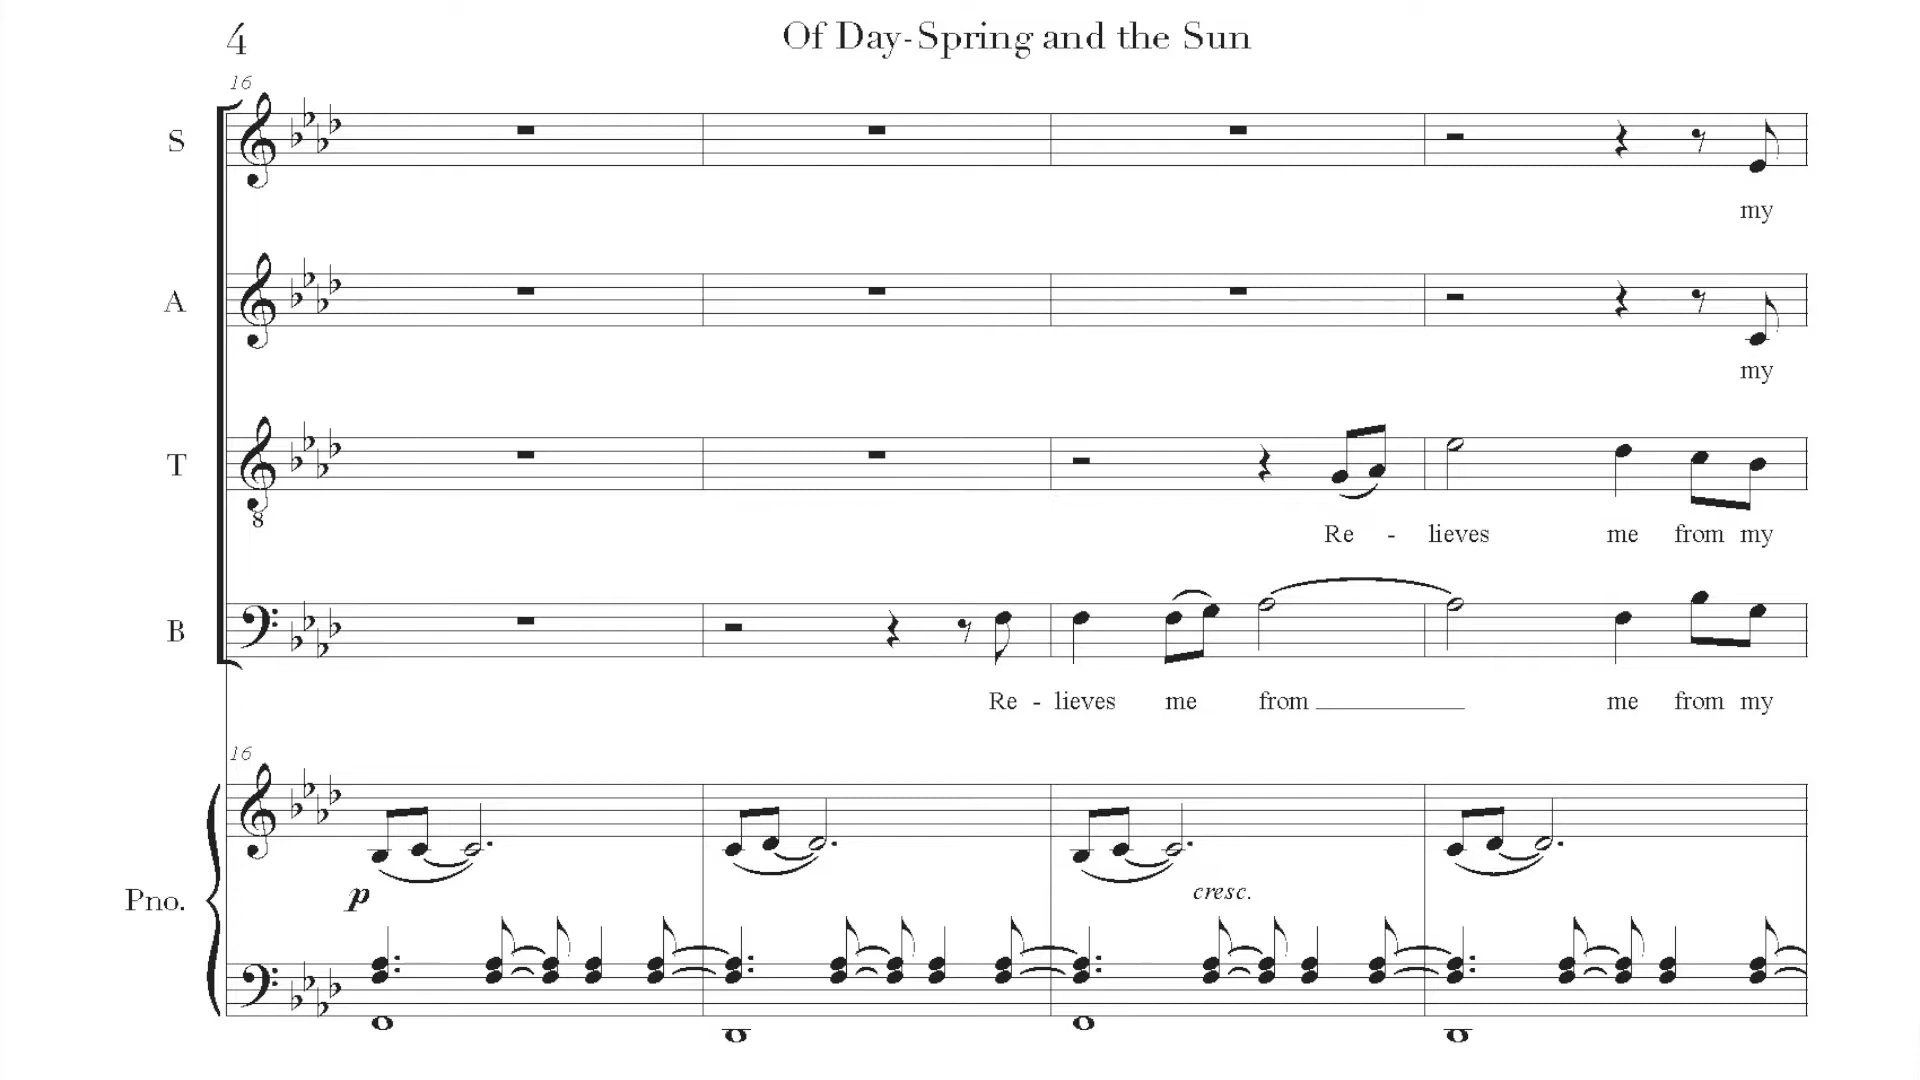 4 Of Day-Spring and the Sun
16
S
my
A
my
T
8
Re - lieves me from my
B
Re - lieves me from me from my
16
Pno.
p cresc.